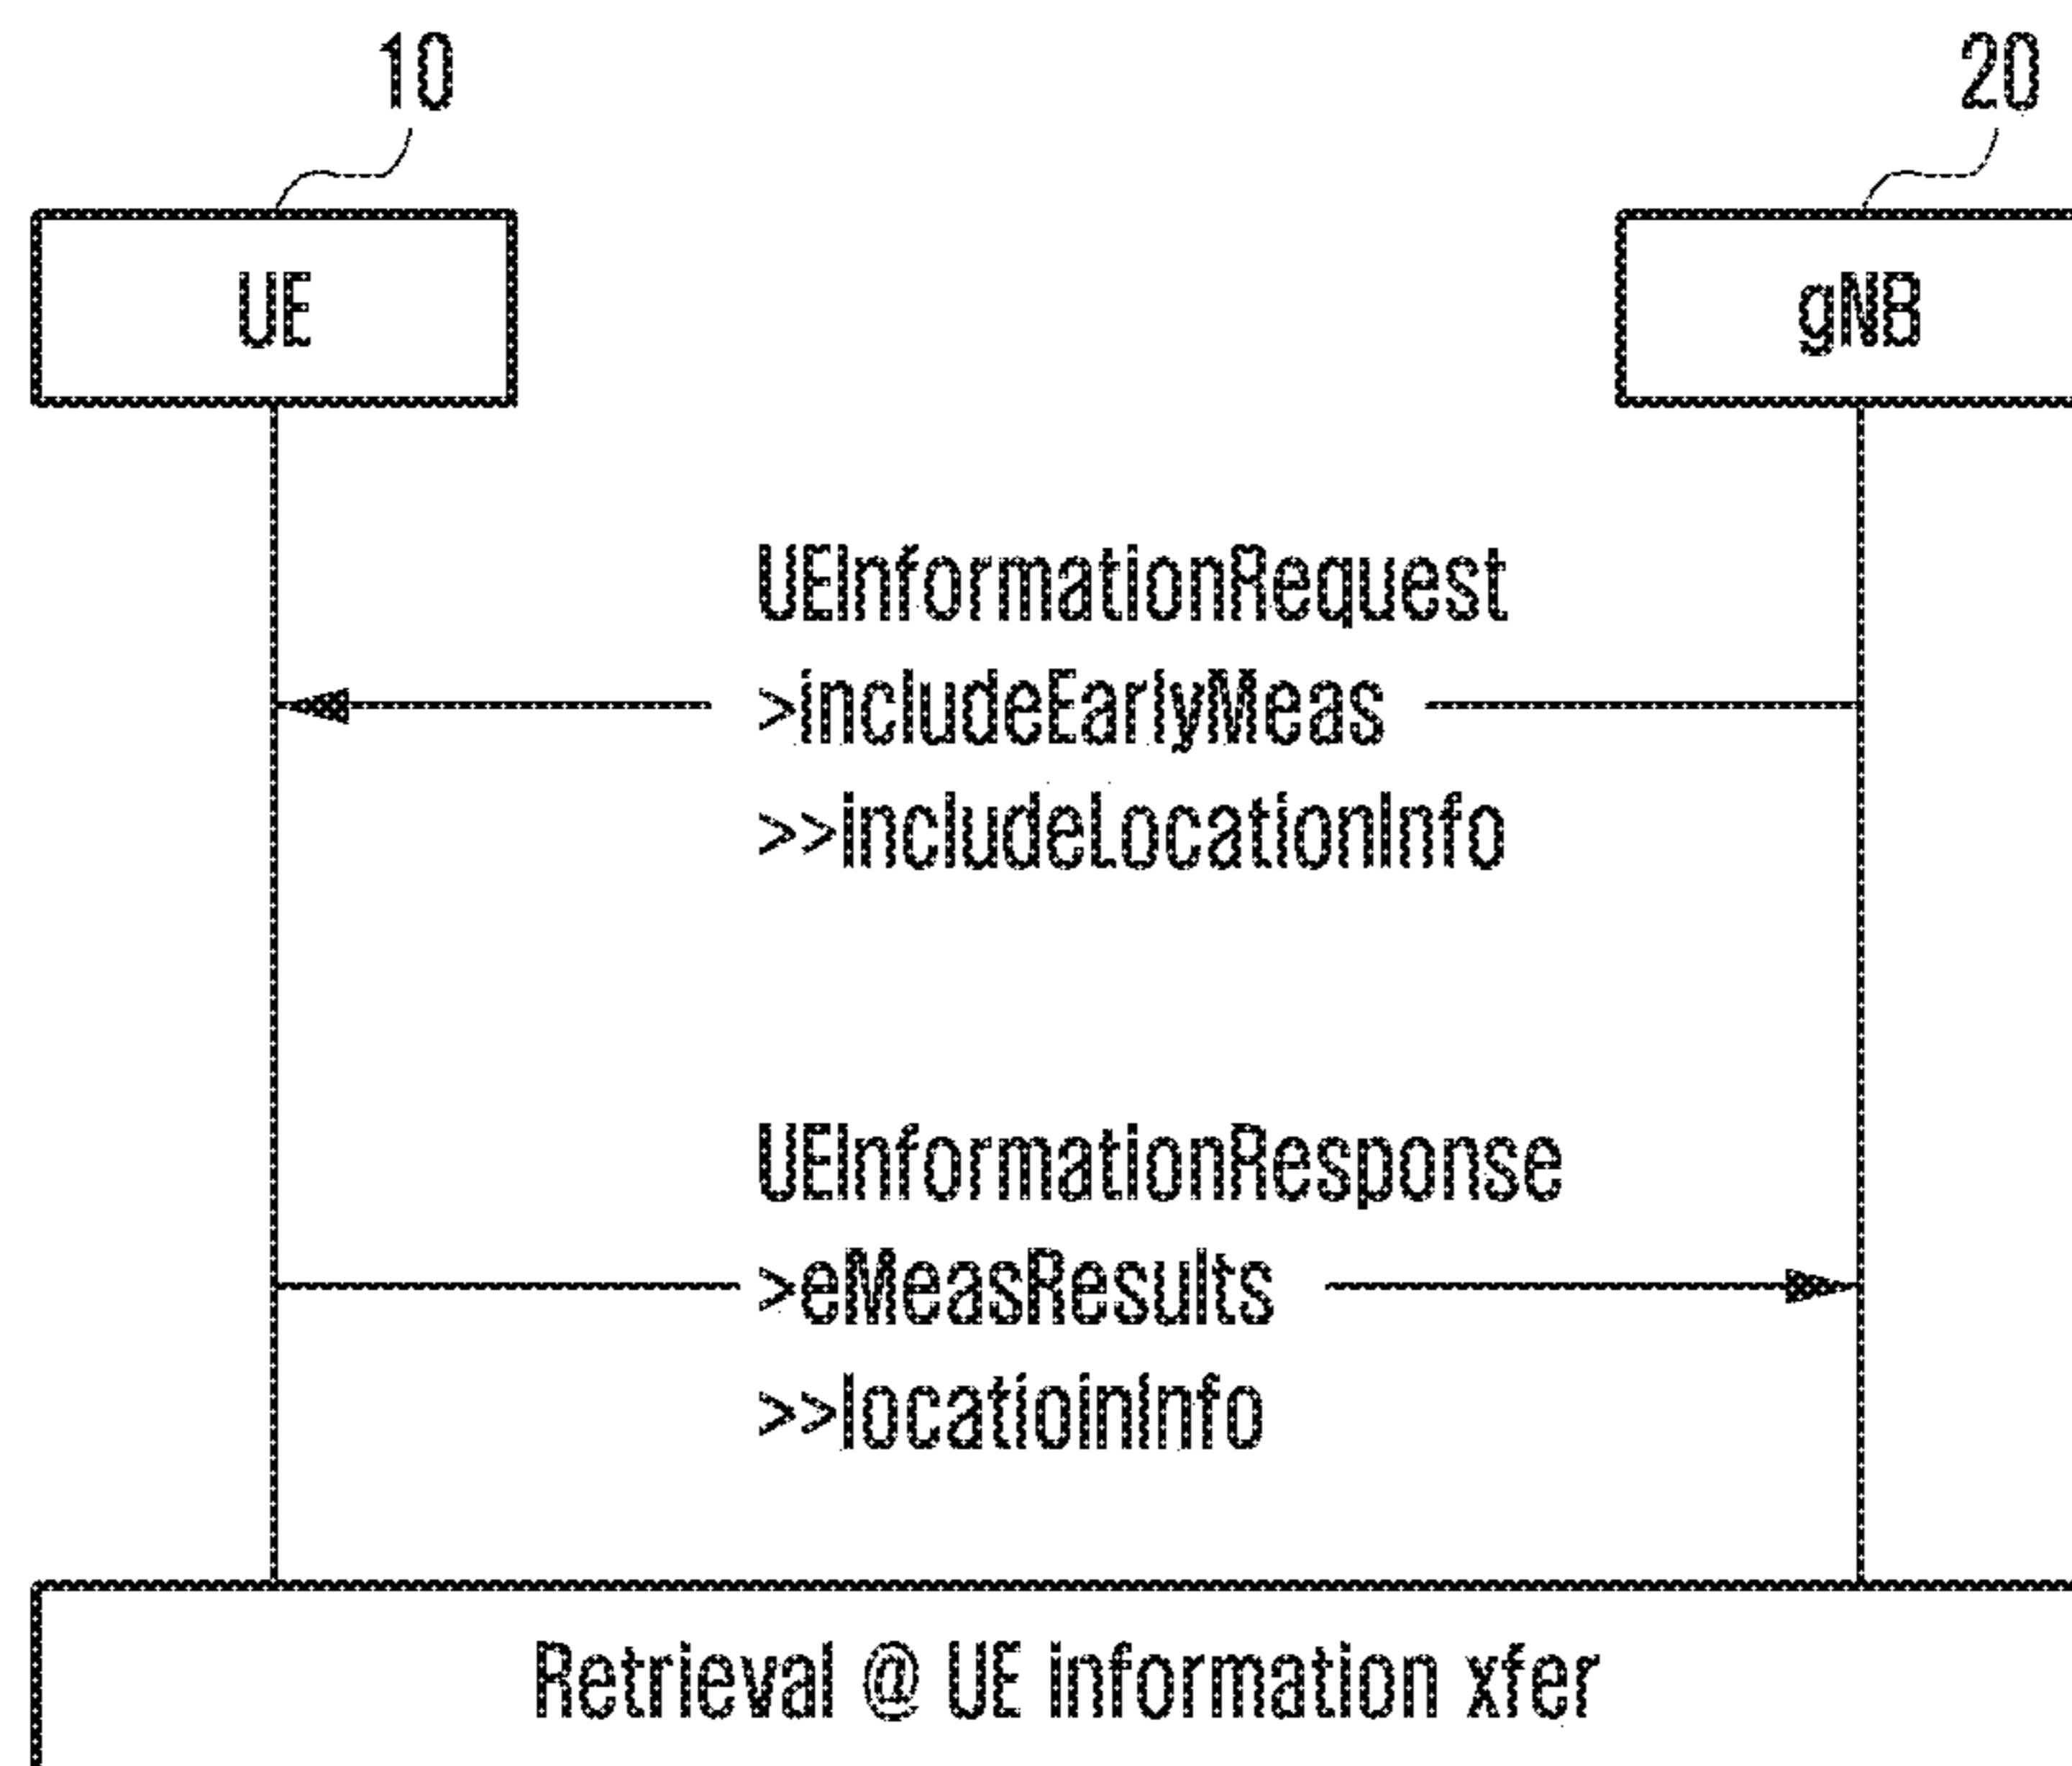 10
20
UE
gNB
UEInformationRequest
>includeEarlyMeas
>>includeLocationInfo
UEInformationResponse
>eMeasResults
>>locatioinInfo
Retrieval @ UE information xfer